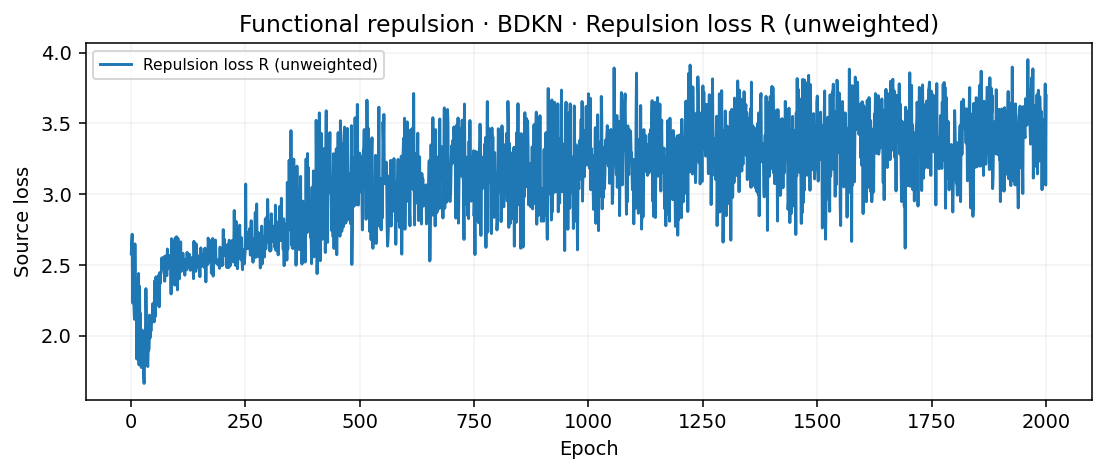 Functional repulsion · BDKN · Repulsion loss R (unweighted)
Repulsion loss R (unweighted)
Source loss
4.0
3.5
3.0
2.5
2.0
0 250 500 750 1000 1250 1500 1750 2000
Epoch